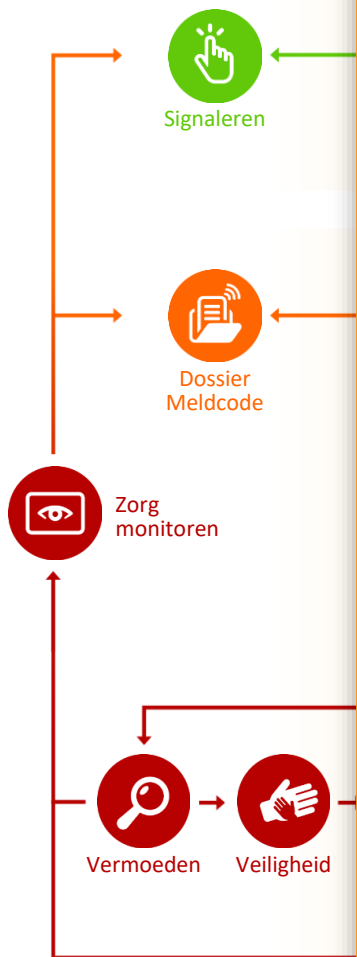 Signaleren
Dossier
Meldcode
Zorg
monitoren
Vermoeden
Veiligheid